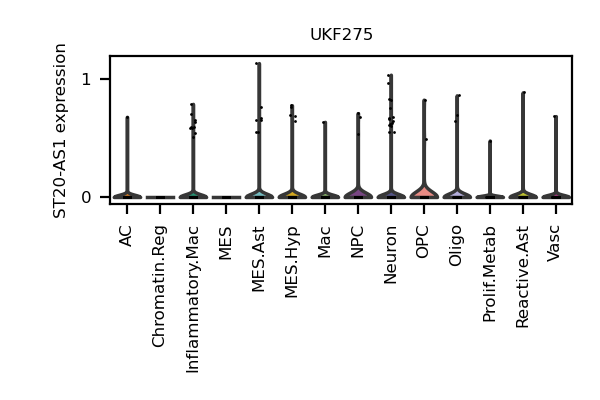 UKF275
ST20-AS1 expression
1
0
AC
Chromatin.Reg
Inflammatory.Mac
MES
MES.Ast
MES.Hyp
Mac
NPC
Neuron
OPC
Oligo
Prolif.Metab
Reactive.Ast
Vasc